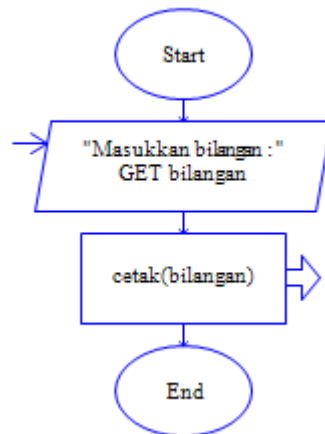 Start
"Masukkan bilangan :"
GET bilangan
cetak(bilangan)
End